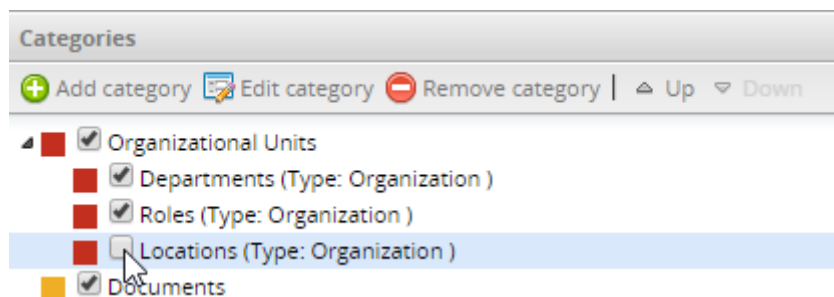 Categories
Add category Edit category Remove category | Up Down
Organizational Units
Departments (Type: Organization )
Roles (Type: Organization )
Locations (Type: Organization )
Documents